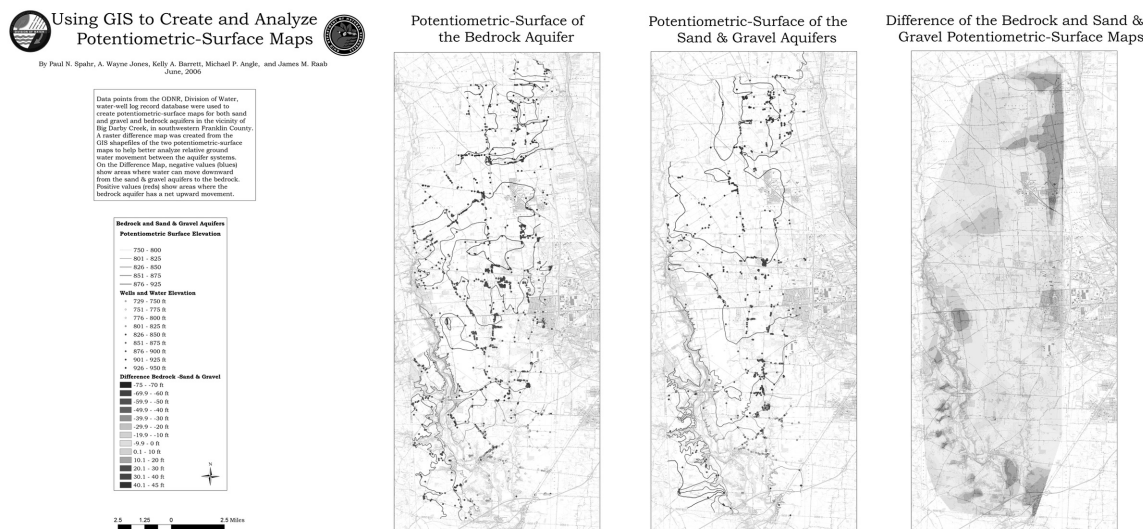 Using GIS to Create and Analyze
Potentiometric-Surface Maps
By Paul N. Spahr, A. Wayne Jones, Kelly A. Barrett, Michael P. Angle, and James M. Raab
June, 2006
Data points from the ODNR, Division of Water,
water-well log record database were used to
create potentiometric-surface maps for both sand
and gravel and bedrock aquifers in the vicinity of
Big Darby Creek, in southwestern Franklin County.
A raster difference map was created from the
GIS shapefiles of the two potentiometric-surface
maps to help better analyze relative ground
water movement between the aquifer systems.
On the Difference Map, negative values (blues)
show areas where water can move downward
from the sand & gravel aquifers to the bedrock.
Positive values (reds) show areas where the
bedrock aquifer has a net upward movement.
Bedrock and Sand & Gravel Aquifers
Potentiometric Surface Elevation
750 - 800
801 - 825
826 - 850
851 - 875
876 - 925
Wells and Water Elevation
729 - 750 ft
751 - 775 ft
776 - 800 ft
801 - 825 ft
826 - 850 ft
851 - 875 ft
876 - 900 ft
901 - 925 ft
926 - 950 ft
Difference Bedrock -Sand & Gravel
-75 - -70 ft
-69.9 - -60 ft
-59.9 - -50 ft
-49.9 - -40 ft
-39.9 - -30 ft
-29.9 - -20 ft
-19.9 - -10 ft
-9.9 - 0 ft
0.1 - 10 ft
10.1 - 20 ft
20.1 - 30 ft
30.1 - 40 ft
40.1 - 45 ft
N
2.5 1.25 0 2.5 Miles
Potentiometric-Surface of
the Bedrock Aquifer
Potentiometric-Surface of the
Sand & Gravel Aquifers
Difference of the Bedrock and Sand &
Gravel Potentiometric-Surface Maps